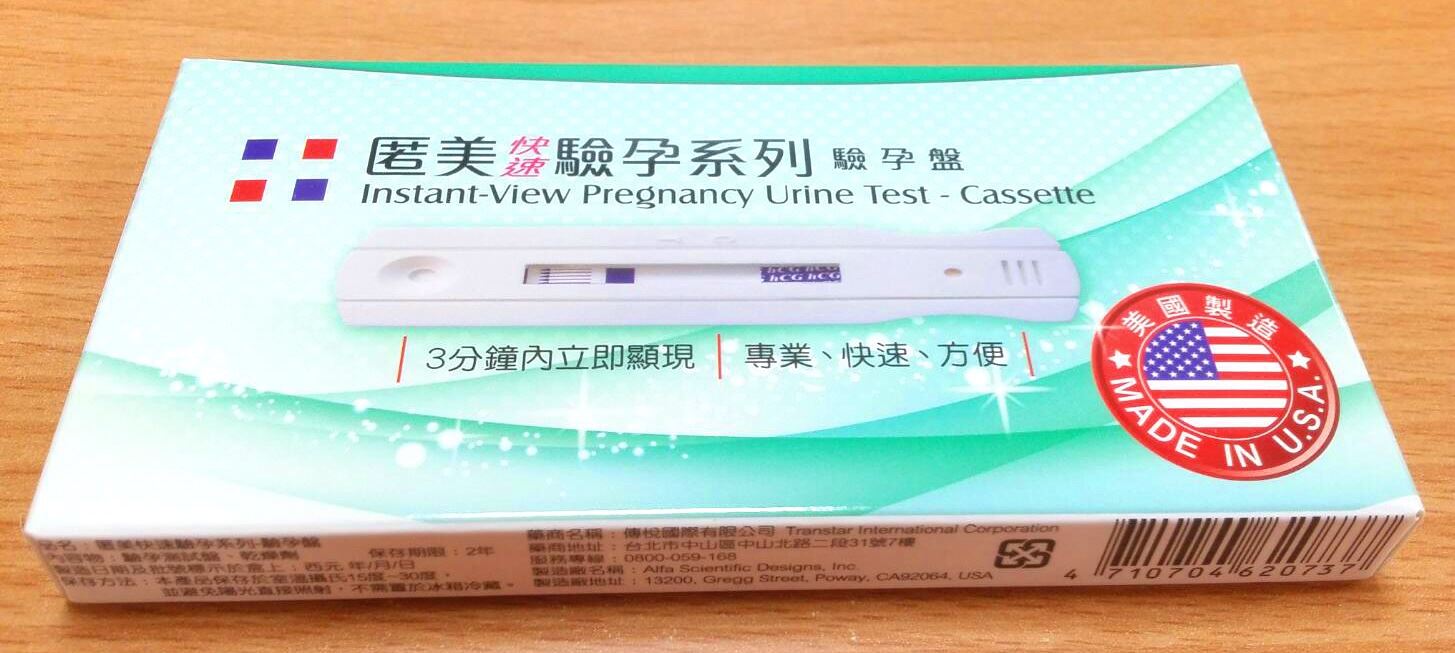 匿美快速驗孕系列 驗孕盤
Instant-View Pregnancy Urine Test - Cassette
hCG hCG
hCG hCG
3分鐘內立即顯現 專業、快速、方便
美國製造
MADE IN U.S.A.
品名：匿美快速驗孕系列-驗孕盤
內容物：驗孕測試盤、乾燥劑 保存期限：2年
製造日期及批號標示於盒上：西元 年/月/日
保存方法：本產品保存於室溫攝氏15度~30度，
並避免陽光直接照射，不需置於冰箱冷藏。
藥商名稱：傳悅國際有限公司 Transtar International Corporation
藥商地址：台北市中山區中山北路二段31號7樓
服務專線：0800-059-168
製造廠名稱：Alfa Scientific Designs, Inc.
製造廠地址：13200, Gregg Street, Poway, CA92064, USA
4 710704 620737